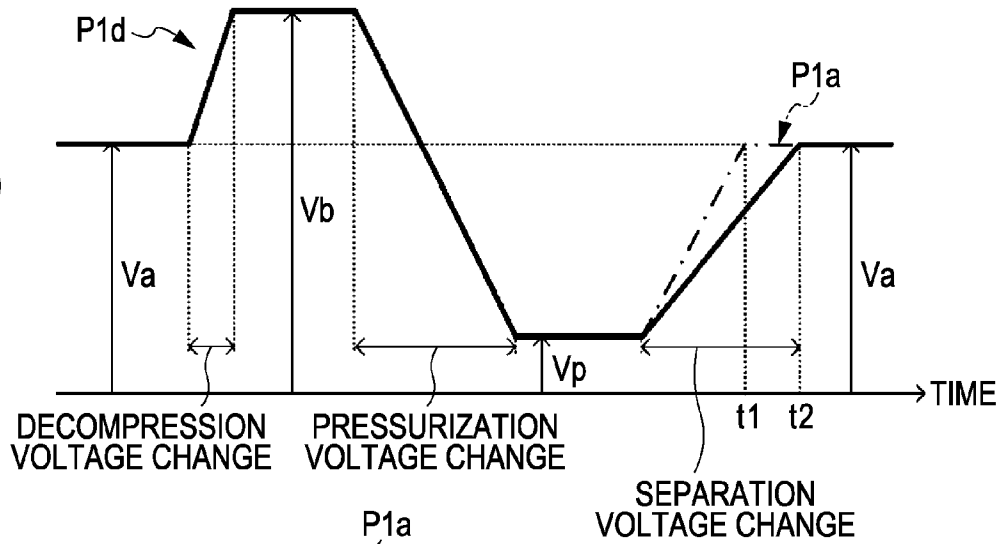 P1d
P1a
Vb
Va
Va
Vp
TIME
t1 t2
DECOMPRESSION
VOLTAGE CHANGE
PRESSURIZATION
VOLTAGE CHANGE
SEPARATION
VOLTAGE CHANGE
P1a